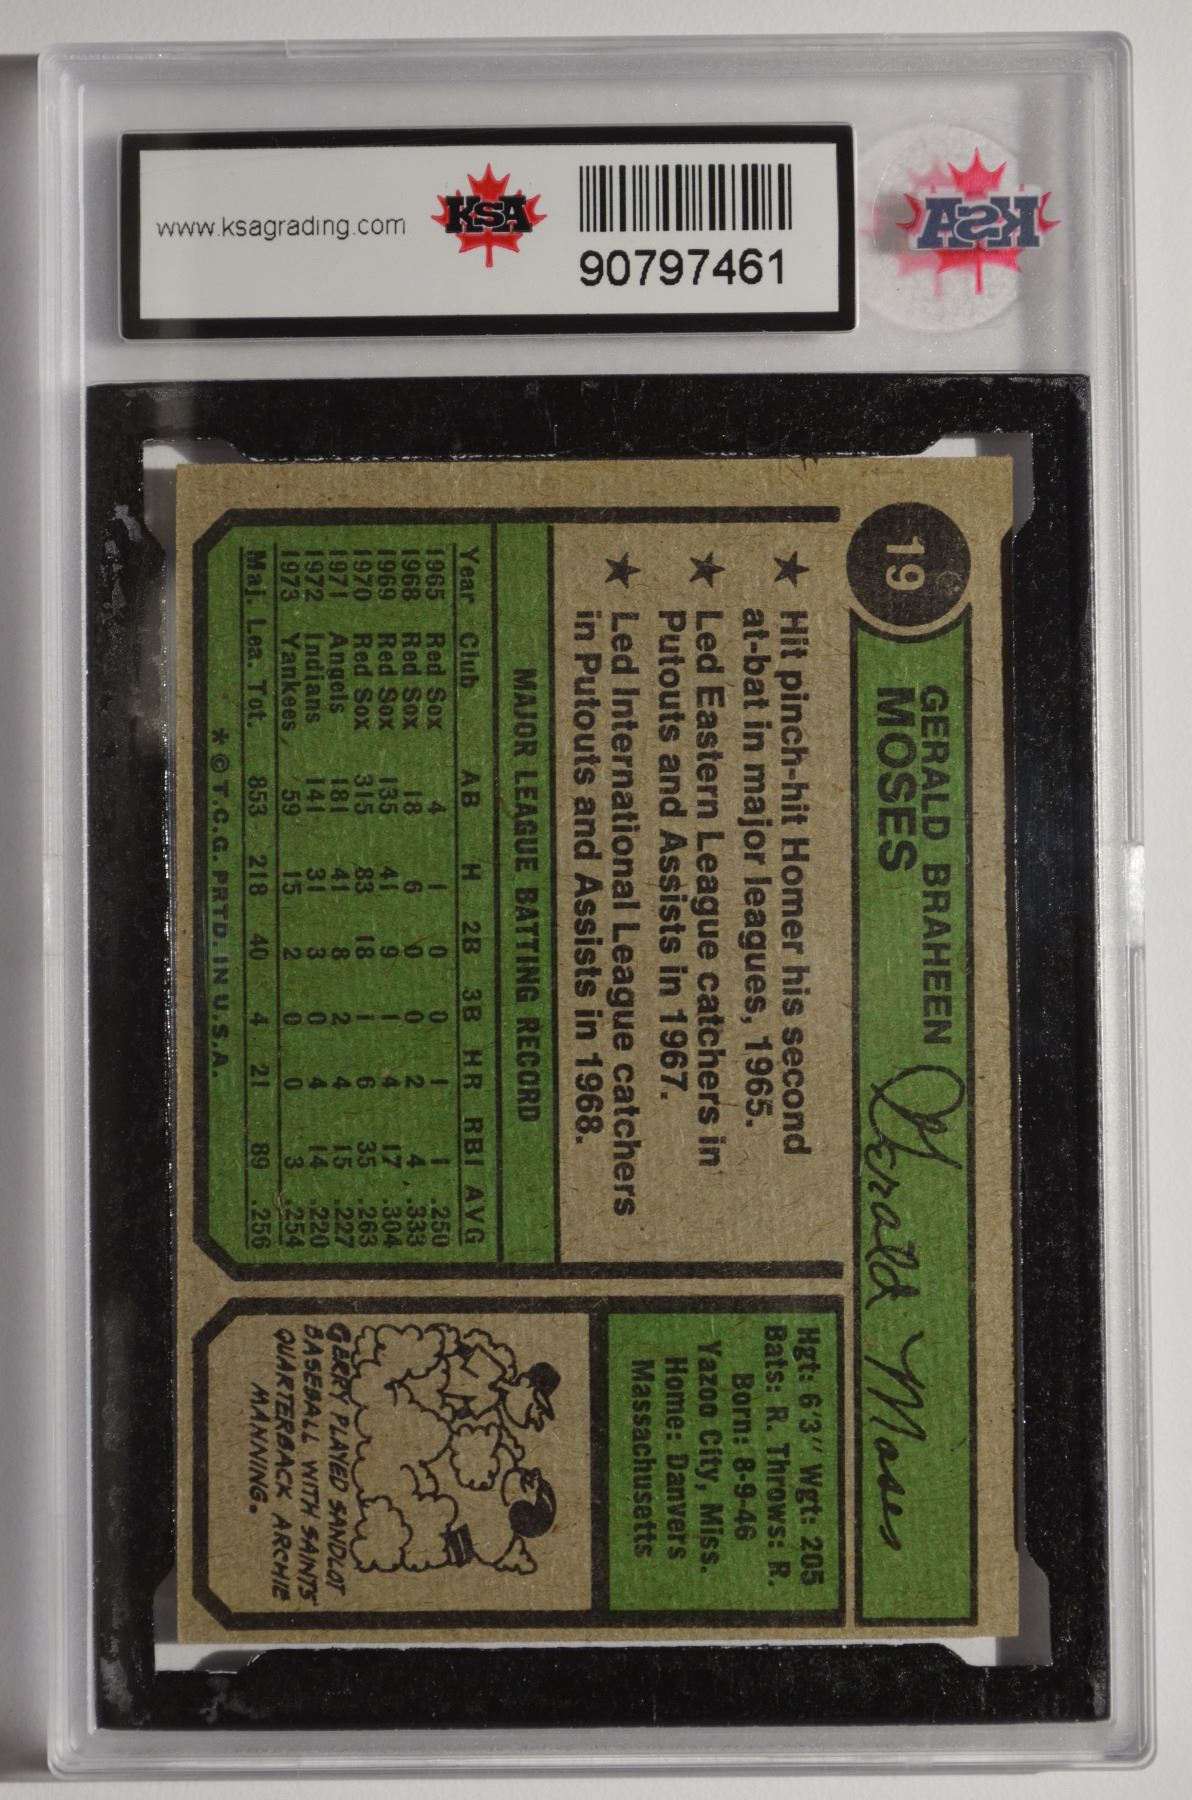 www.ksagrading.com
KSA
90797461
KSA
19
GERALD BRAHEEN
MOSES
Gerald Moses
★ Hit pinch-hit Homer his second
at-bat in major leagues, 1965.
★ Led Eastern League catchers in
Putouts and Assists in 1967.
★ Led International League catchers
in Putouts and Assists in 1968.
MAJOR LEAGUE BATTING RECORD
Year Club AB H 2B 3B HR RBI AVG
1965 Red Sox 4 1 0 0 1 1 .250
1968 Red Sox 18 6 0 0 2 4 .333
1969 Red Sox 135 41 9 1 4 17 .304
1970 Red Sox 315 83 18 1 6 35 .263
1971 Angels 181 41 8 2 4 15 .227
1972 Indians 141 31 3 0 4 14 .220
1973 Yankees 59 15 2 0 0 3 .254
Maj. Lea. Tot. 853 218 40 4 21 89 .256
* © T.C.G. PRTD. IN U.S.A.
Hgt: 6'3" Wgt: 205
Bats: R. Throws: R.
Born: 8-9-46
Yazoo City, Miss.
Home: Danvers
Massachusetts
GERRY PLAYED SANDLOT
BASEBALL WITH SAINTS'
QUARTERBACK ARCHIE
MANNING.